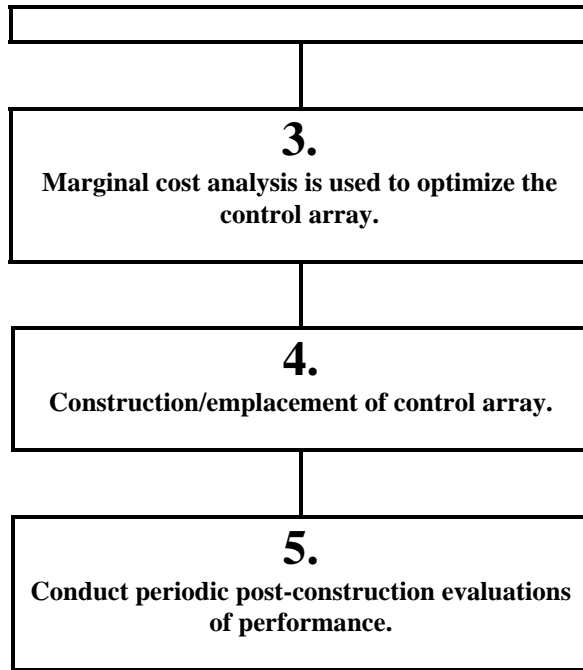 3.
Marginal cost analysis is used to optimize the
control array.
4.
Construction/emplacement of control array.
5.
Conduct periodic post-construction evaluations
of performance.